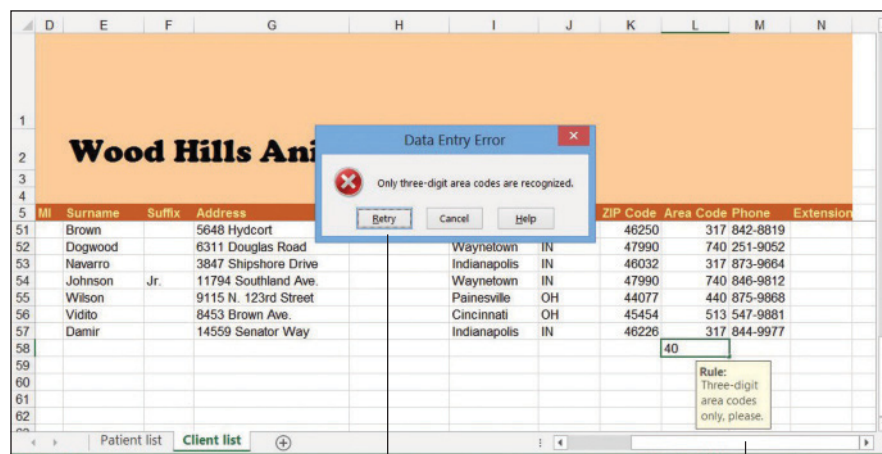 D E F G H I J K L M N
1
2 Wood Hills Ani
Data Entry Error
Only three-digit area codes are recognized.
Retry Cancel Help
3
4
5 MI Surname Suffix Address ZIP Code Area Code Phone Extension
51 Brown 5648 Hydcort 46250 317 842-8819
52 Dogwood 6311 Douglas Road Waynetown IN 47990 740 251-9052
53 Navarro 3847 Shipshore Drive Indianapolis IN 46032 317 873-9664
54 Johnson Jr. 11794 Southland Ave. Waynetown IN 47990 740 846-9812
55 Wilson 9115 N. 123rd Street Painesville OH 44077 440 875-9868
56 Vidito 8453 Brown Ave. Cincinnati OH 45454 513 547-9881
57 Damir 14559 Senator Way Indianapolis IN 46226 317 844-9977
58 40
59
60
61
62
Rule:
Three-digit
area codes
only, please.
Patient list Client list